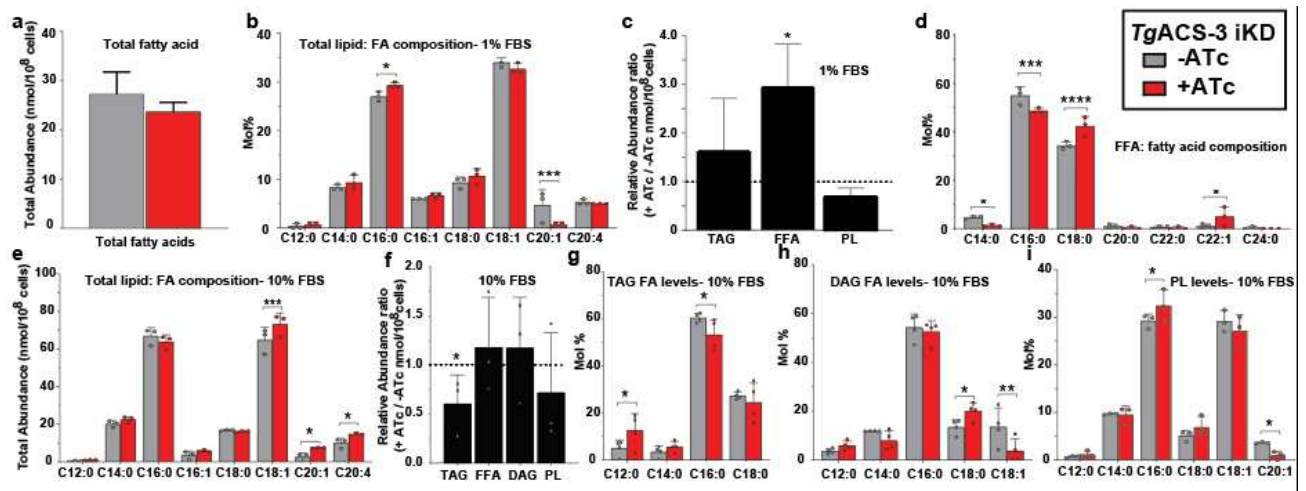 a
Total fatty acid
Total Abundance (nmol/10⁸ cells)
40
30
20
10
0
Total fatty acids
b
Total lipid: FA composition- 1% FBS
Mol%
40
30
20
10
0
*
***
C12:0 C14:0 C16:0 C16:1 C18:0 C18:1 C20:1 C20:4
c
Relative Abundance ratio
(+ ATc / -ATc nmol/10⁸cells)
5.0
4.0
3.0
2.0
1.0
0
*
1% FBS
TAG FFA PL
d
Mol%
80
60
40
20
0
*
***
****
*
FFA: fatty acid composition
C14:0 C16:0 C18:0 C20:0 C22:0 C22:1 C24:0
TgACS-3 iKD
-ATc
+ATc
e
Total lipid: FA composition - 10% FBS
Total Abundance (nmol/10⁸ cells)
100
80
60
40
20
0
***
*
*
C12:0 C14:0 C16:0 C16:1 C18:0 C18:1 C20:1 C20:4
f
10% FBS
Relative Abundance ratio
(+ ATc / -ATc nmol/10⁸cells)
2.0
1.5
1.0
0.5
0.0
*
TAG FFA DAG PL
g
TAG FA levels- 10% FBS
Mol %
80
60
40
20
0
*
*
C12:0 C14:0 C16:0 C18:0
h
DAG FA levels- 10% FBS
Mol %
80
60
40
20
0
*
**
C12:0 C14:0 C16:0 C18:0 C18:1
i
PL levels- 10% FBS
Mol %
40
30
20
10
0
*
*
C12:0 C14:0 C16:0 C18:0 C18:1 C20:1